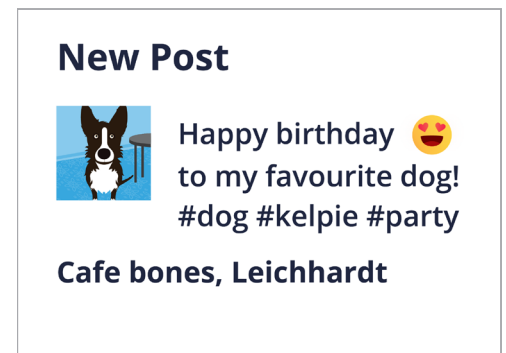 New Post
Happy birthday 😍
to my favourite dog!
#dog #kelpie #party
Cafe bones, Leichhardt